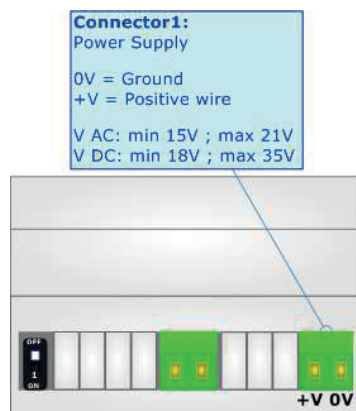 Connector1:
Power Supply
0V = Ground
+V = Positive wire
V AC: min 15V ; max 21V
V DC: min 18V ; max 35V
OFF
1
ON
+V 0V